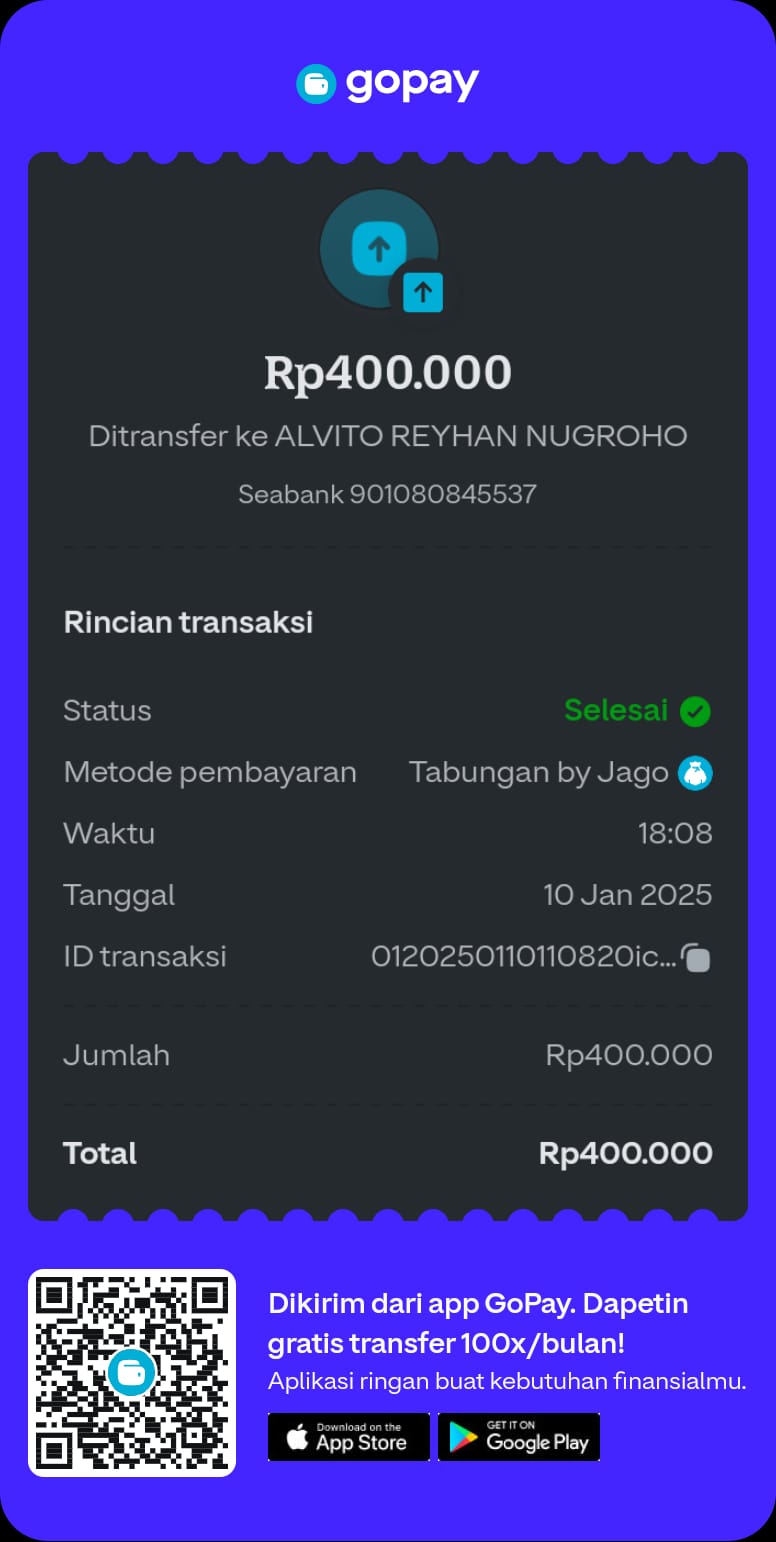 gopay
Rp400.000
Ditransfer ke ALVITO REYHAN NUGROHO
Seabank 901080845537
Rincian transaksi
Status Selesai
Metode pembayaran Tabungan by Jago
Waktu 18:08
Tanggal 10 Jan 2025
ID transaksi 0120250110110820ic...
Jumlah Rp400.000
Total Rp400.000
Dikirim dari app GoPay. Dapetin
gratis transfer 100x/bulan!
Aplikasi ringan buat kebutuhan finansialmu.
Download on the GET IT ON
App Store Google Play